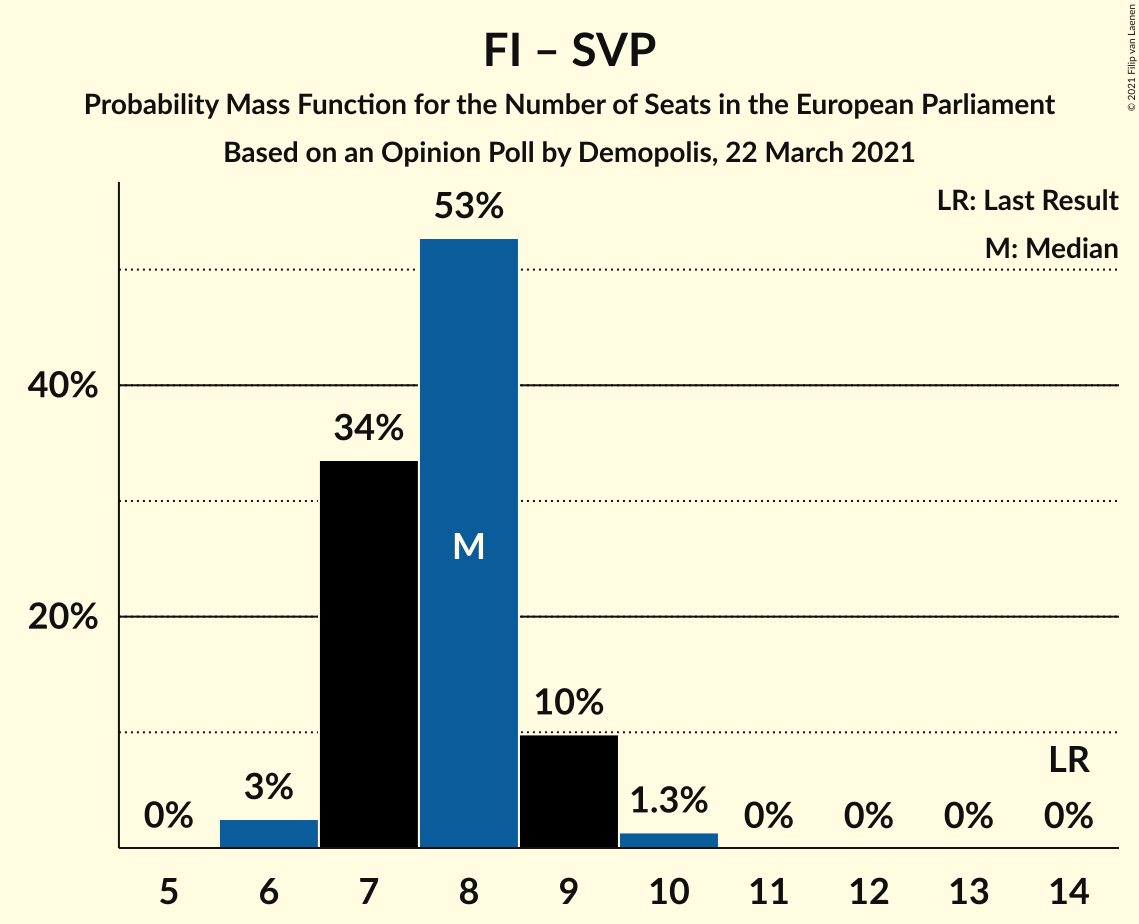 FI – SVP
Probability Mass Function for the Number of Seats in the European Parliament
Based on an Opinion Poll by Demopolis, 22 March 2021
© 2021 Filip van Laenen
LR: Last Result
M: Median
40%
20%
0%
3%
34%
53%
M
10%
1.3%
0%
0%
0%
LR
0%
5 6 7 8 9 10 11 12 13 14